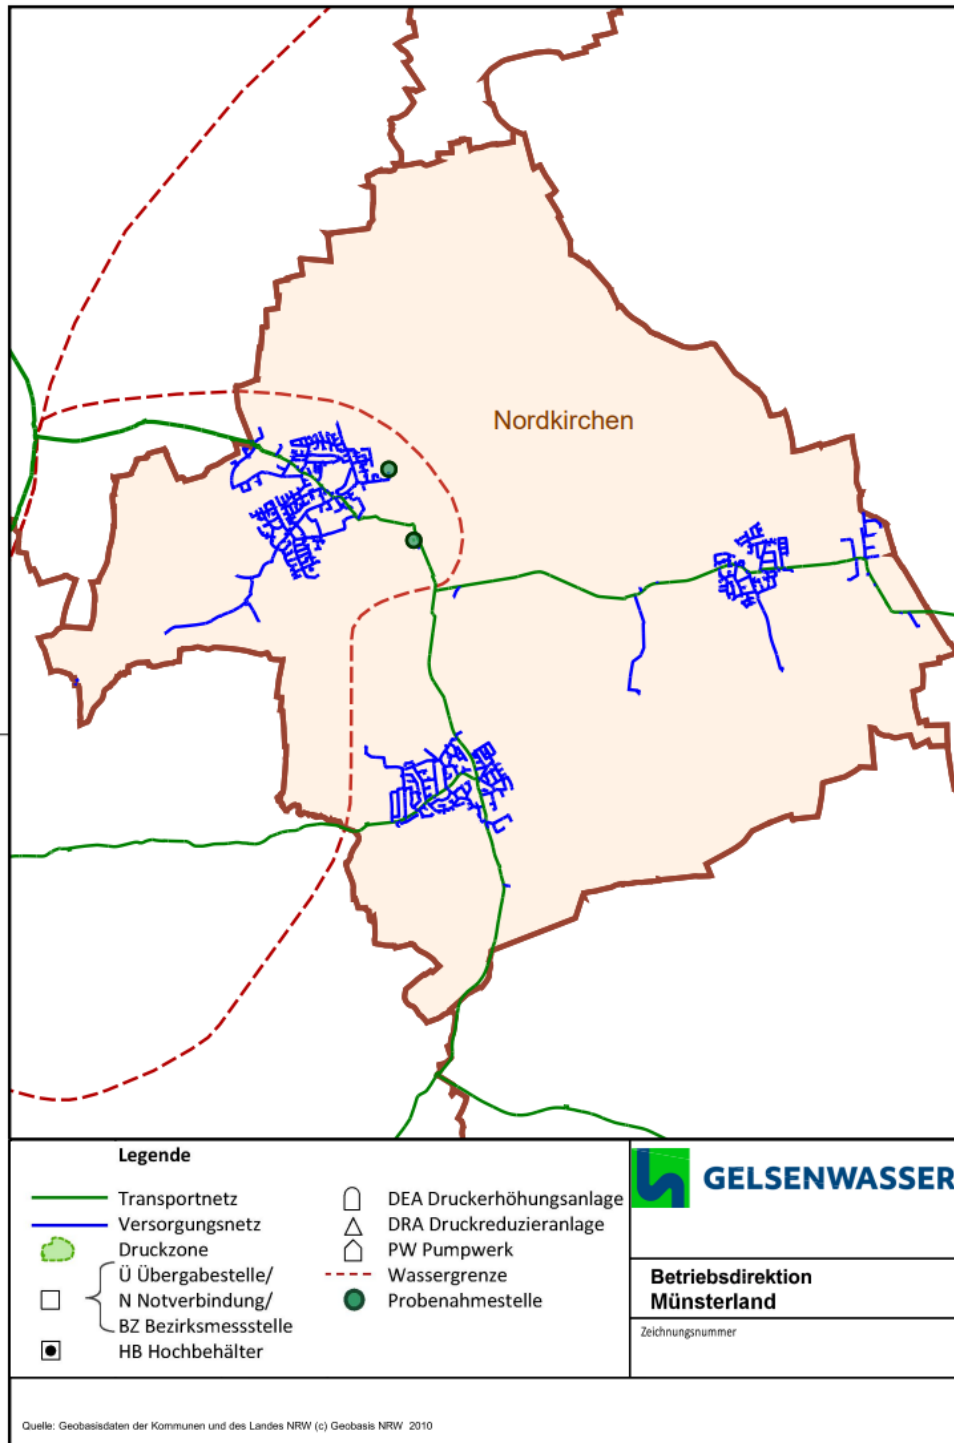 Nordkirchen
Legende
Transportnetz
Versorgungsnetz
Druckzone
Ü Übergabestelle/
N Notverbindung/
BZ Bezirksmessstelle
HB Hochbehälter
DEA Druckerhöhungsanlage
DRA Druckreduzieranlage
PW Pumpwerk
Wassergrenze
Probenahmestelle
GELSENWASSER
Betriebsdirektion
Münsterland
Zeichnungsnummer
Quelle: Geobasisdaten der Kommunen und des Landes NRW (c) Geobasis NRW 2010